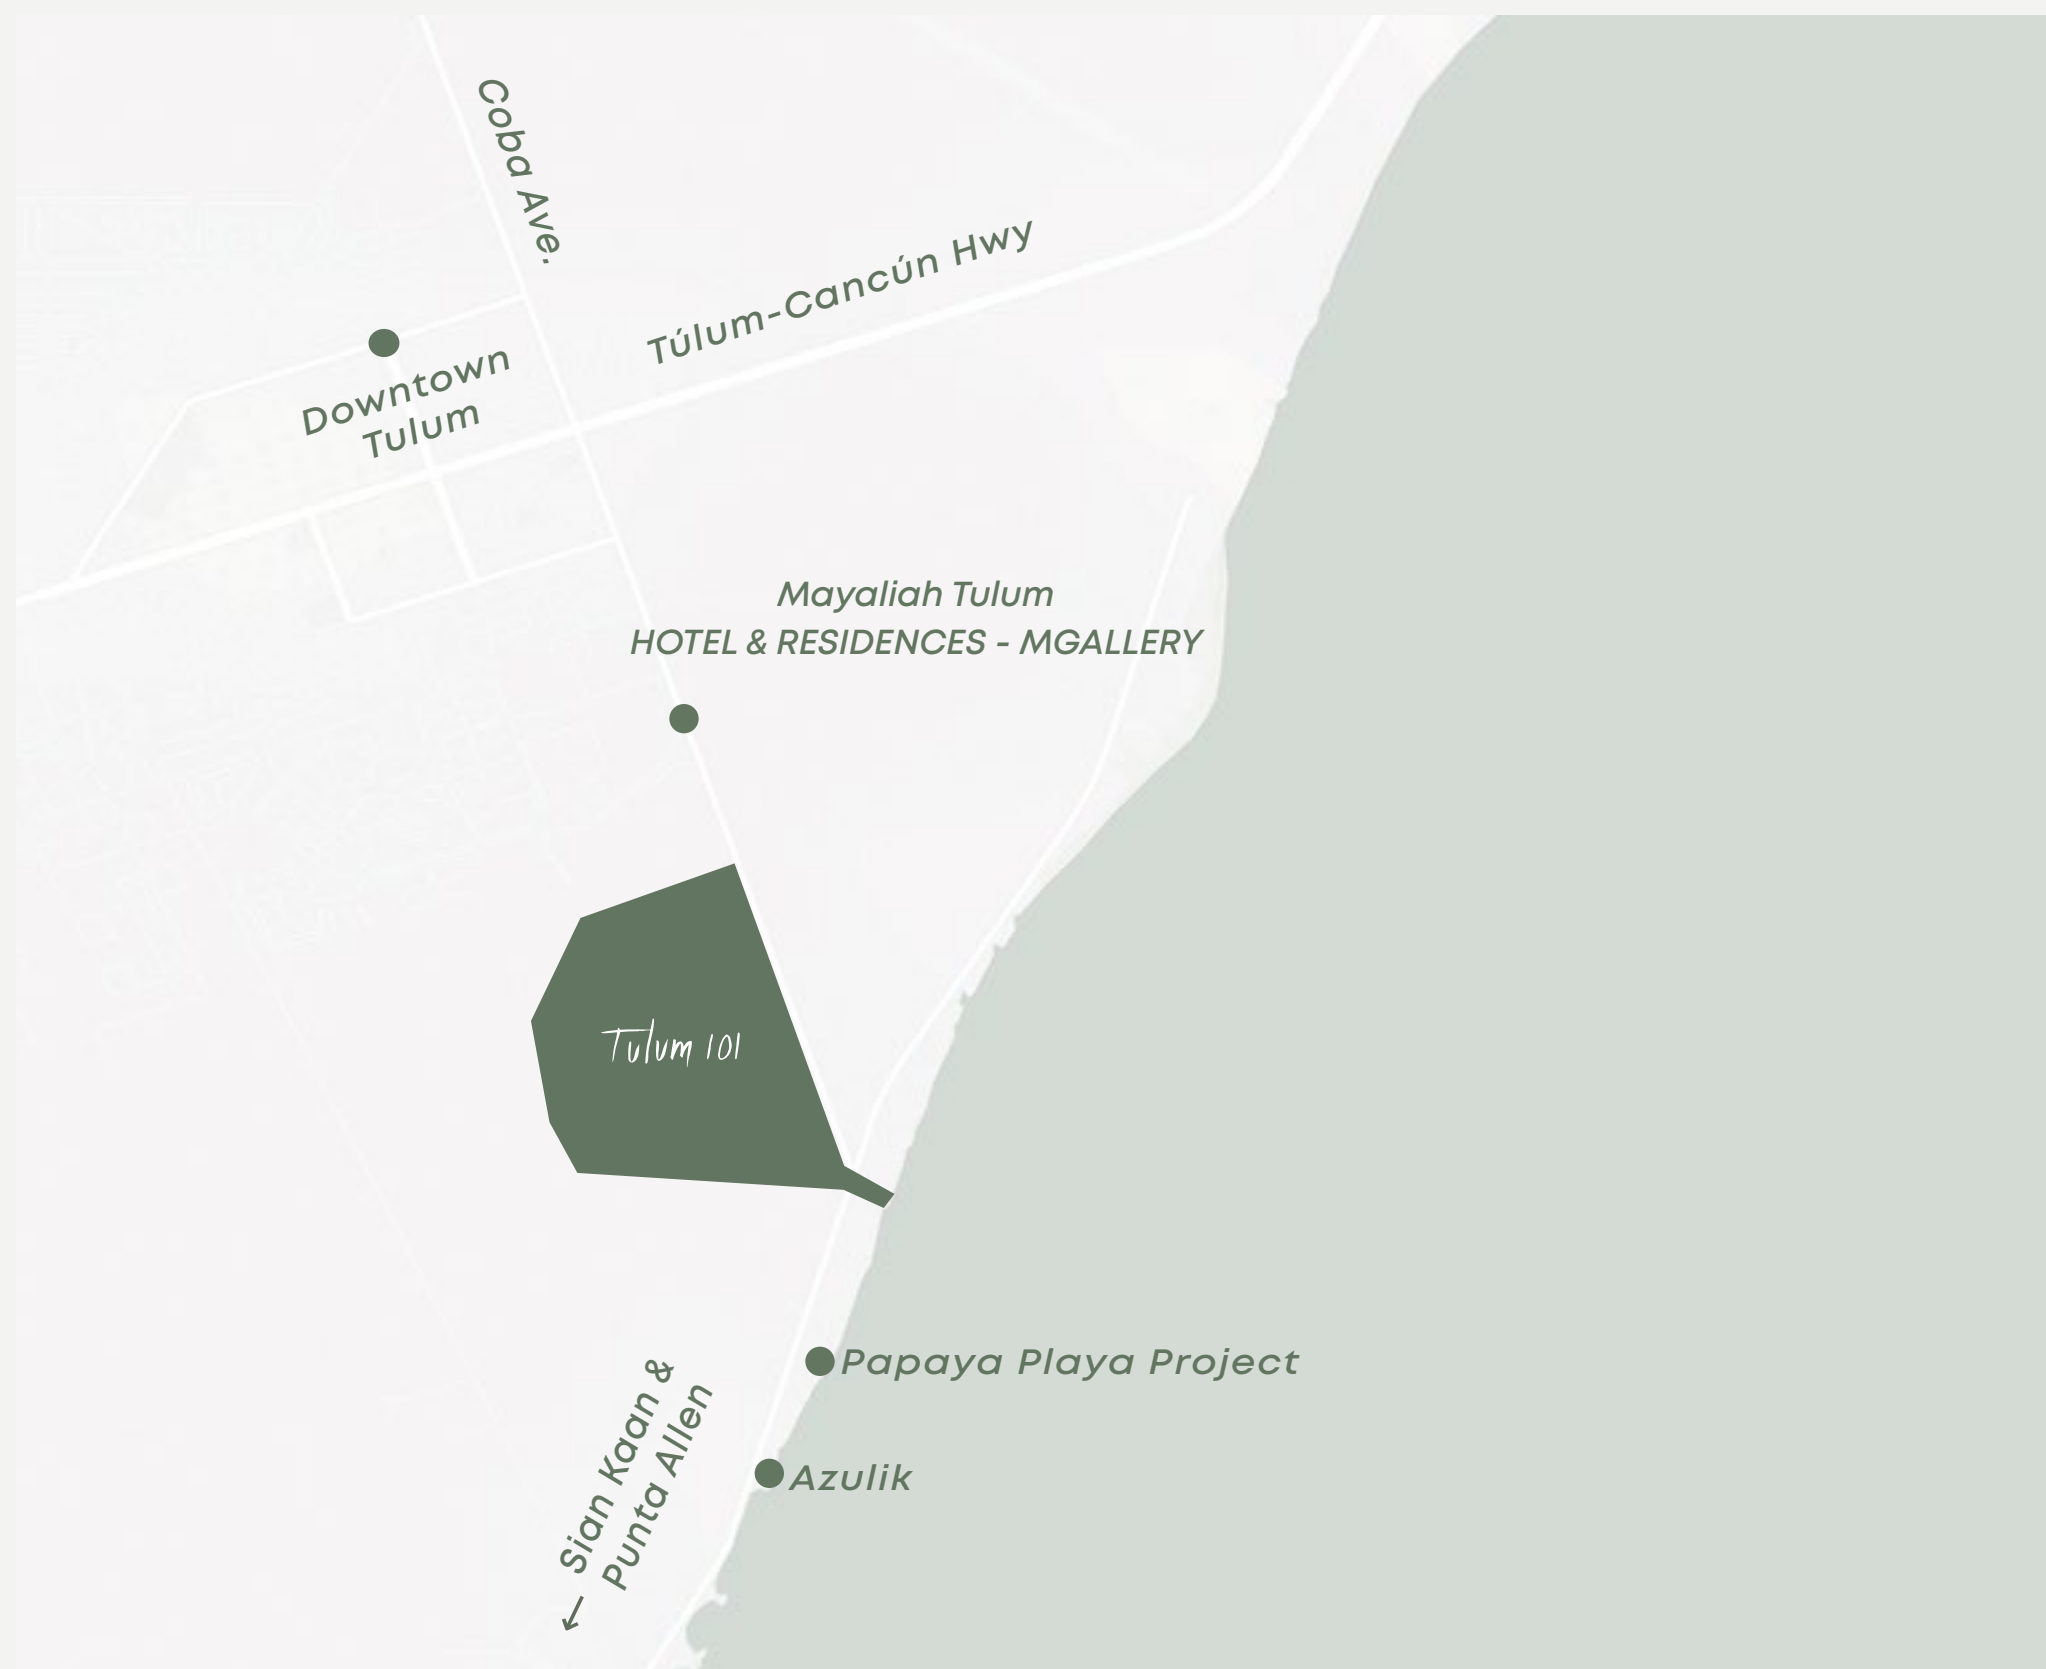 Coba Ave.
Túlum-Cancún Hwy
Downtown
Tulum
Mayaliah Tulum
HOTEL & RESIDENCES - MGALLERY
Tulum 101
Papaya Playa Project
Azulik
Sian Kaan &
Punta Allen